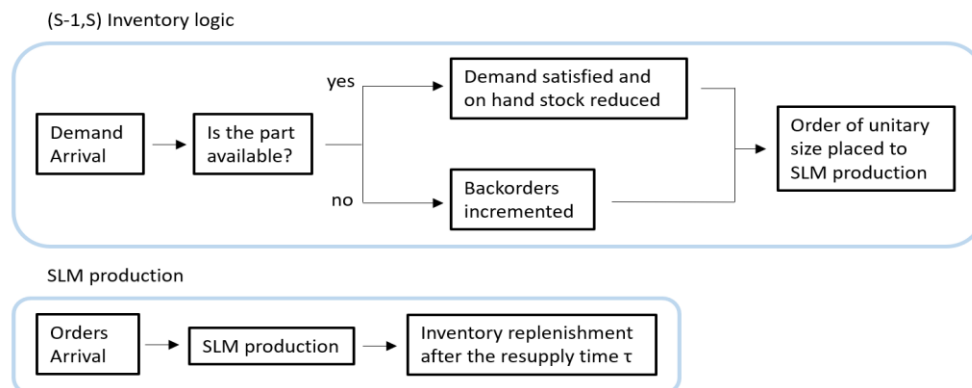 (S-1,S) Inventory logic
yes
Demand satisfied and
on hand stock reduced
Demand
Arrival
Is the part
available?
Order of unitary
size placed to
SLM production
no
Backorders
incremented
SLM production
Orders
Arrival
SLM production
Inventory replenishment
after the resupply time τ